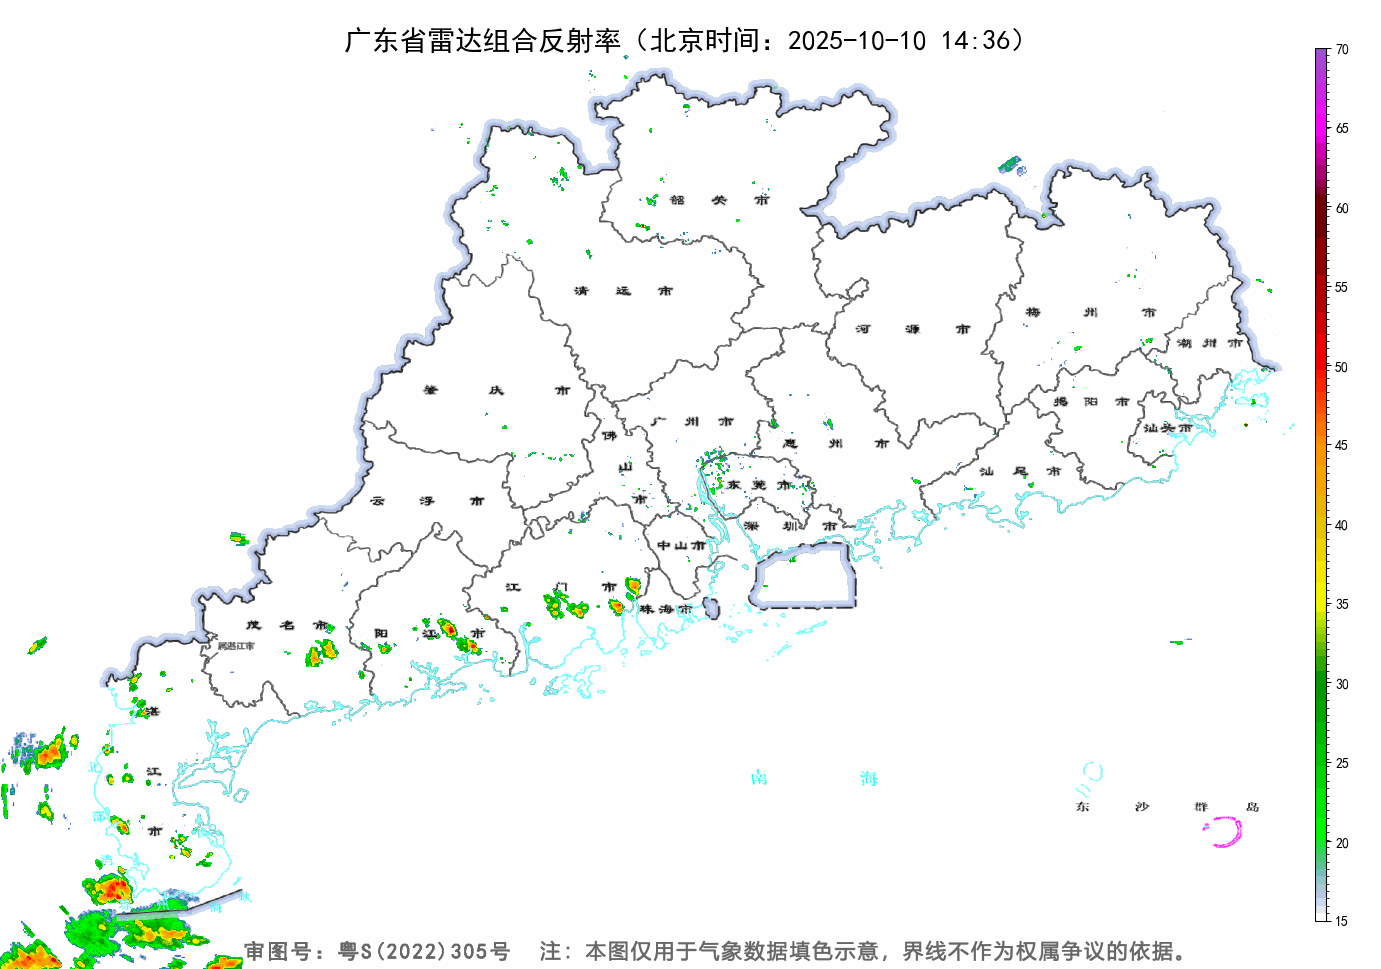 广东省雷达组合反射率（北京时间：2025-10-10 14:36）
70
65
60
55
50
45
40
35
30
25
20
15
韶关市
清远市
河源市
梅州市
潮州市
肇庆市
广州市
佛山市
惠州市
揭阳市
汕头市
汕尾市
云浮市
东莞市
深圳市
中山市
江门市
珠海市
茂名市
阳江市
属湛江市
湛江市
北部湾
南海
东沙群岛
审图号：粤S(2022)305号 注：本图仅用于气象数据填色示意，界线不作为权属争议的依据。